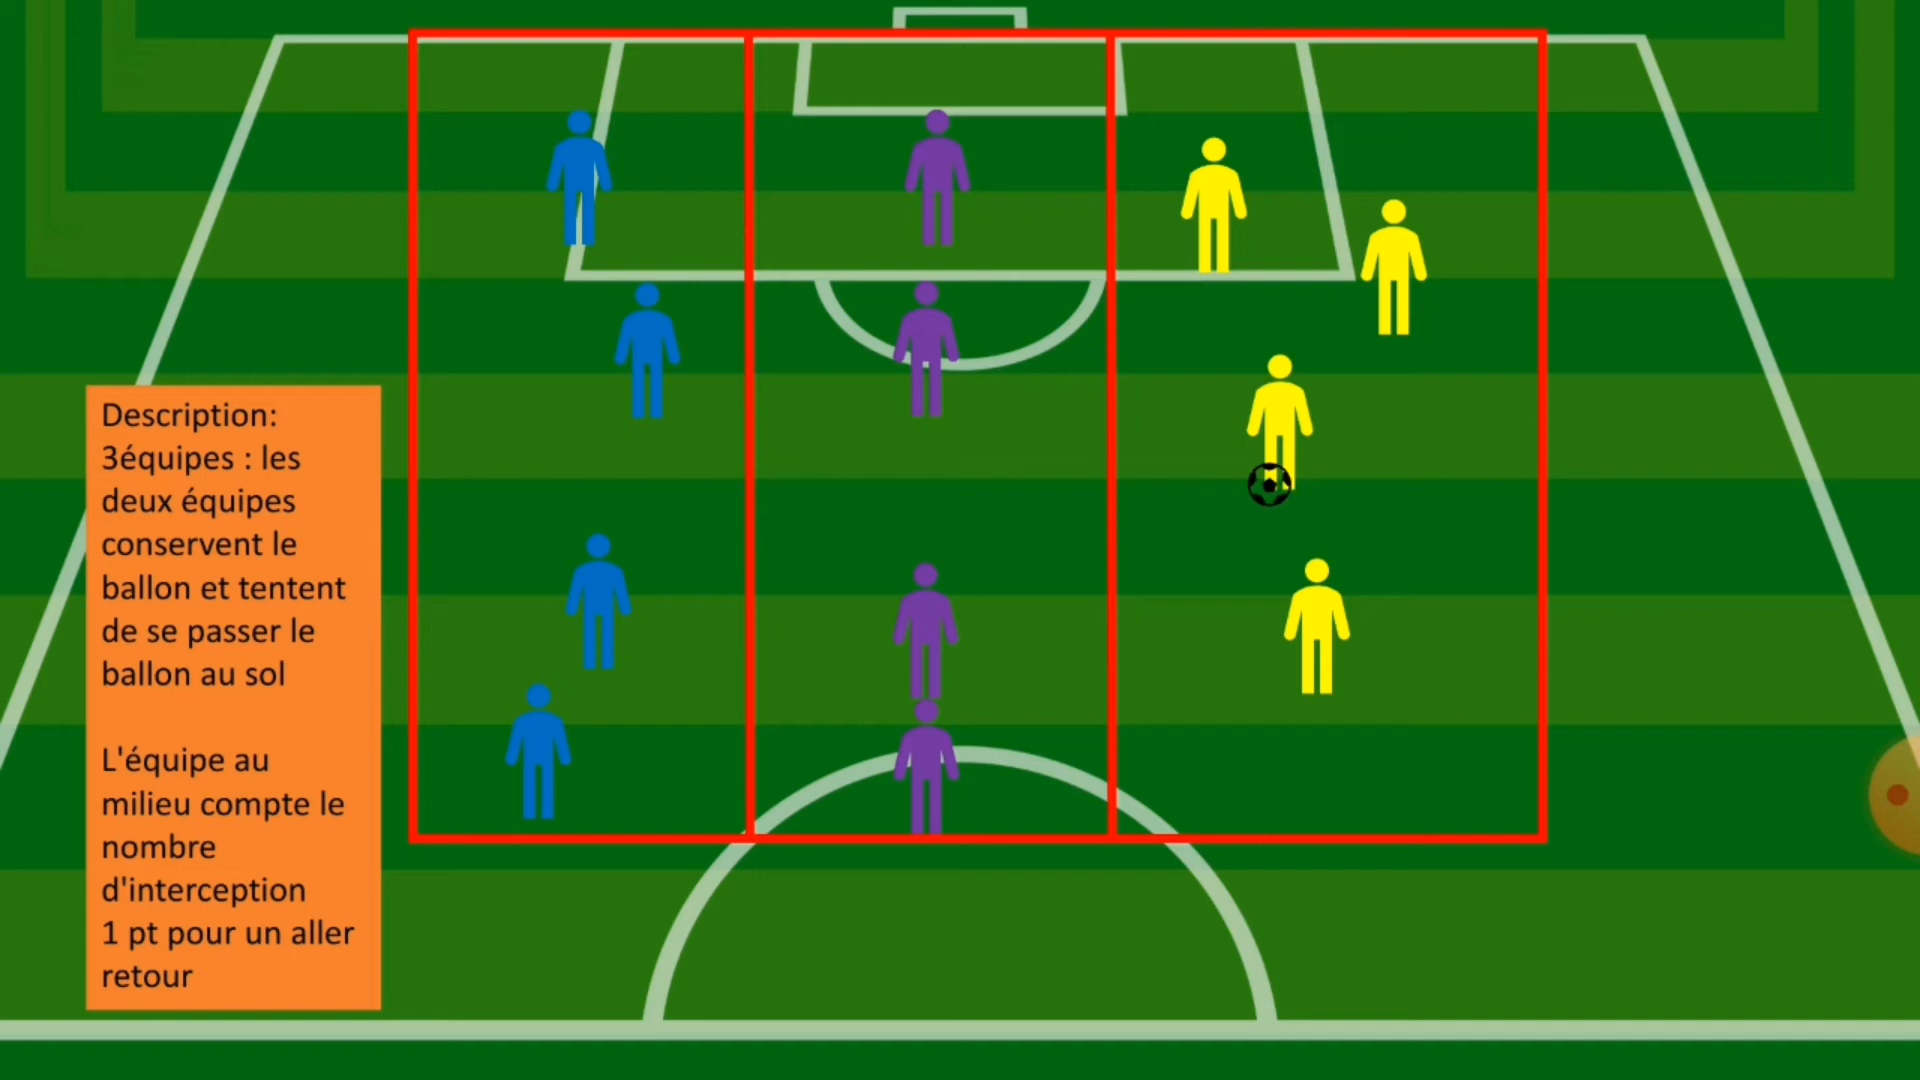 Description:
3équipes : les
deux équipes
conservent le
ballon et tentent
de se passer le
ballon au sol
L'équipe au
milieu compte le
nombre
d'interception
1 pt pour un aller
retour